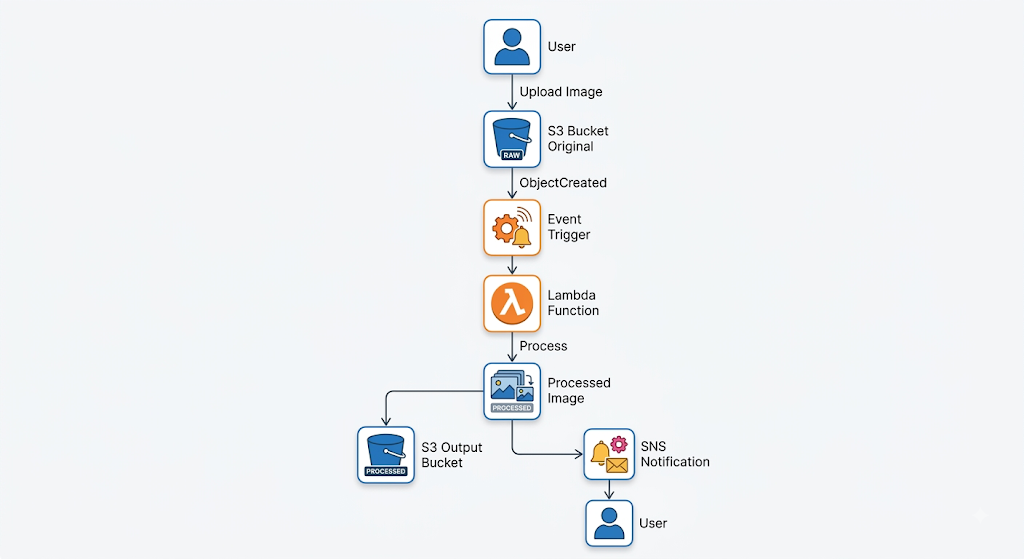 User
Upload Image
S3 Bucket
Original
RAW
ObjectCreated
Event
Trigger
λ
Lambda
Function
Process
Processed
Image
PROCESSED
S3 Output
Bucket
PROCESSED
SNS
Notification
User